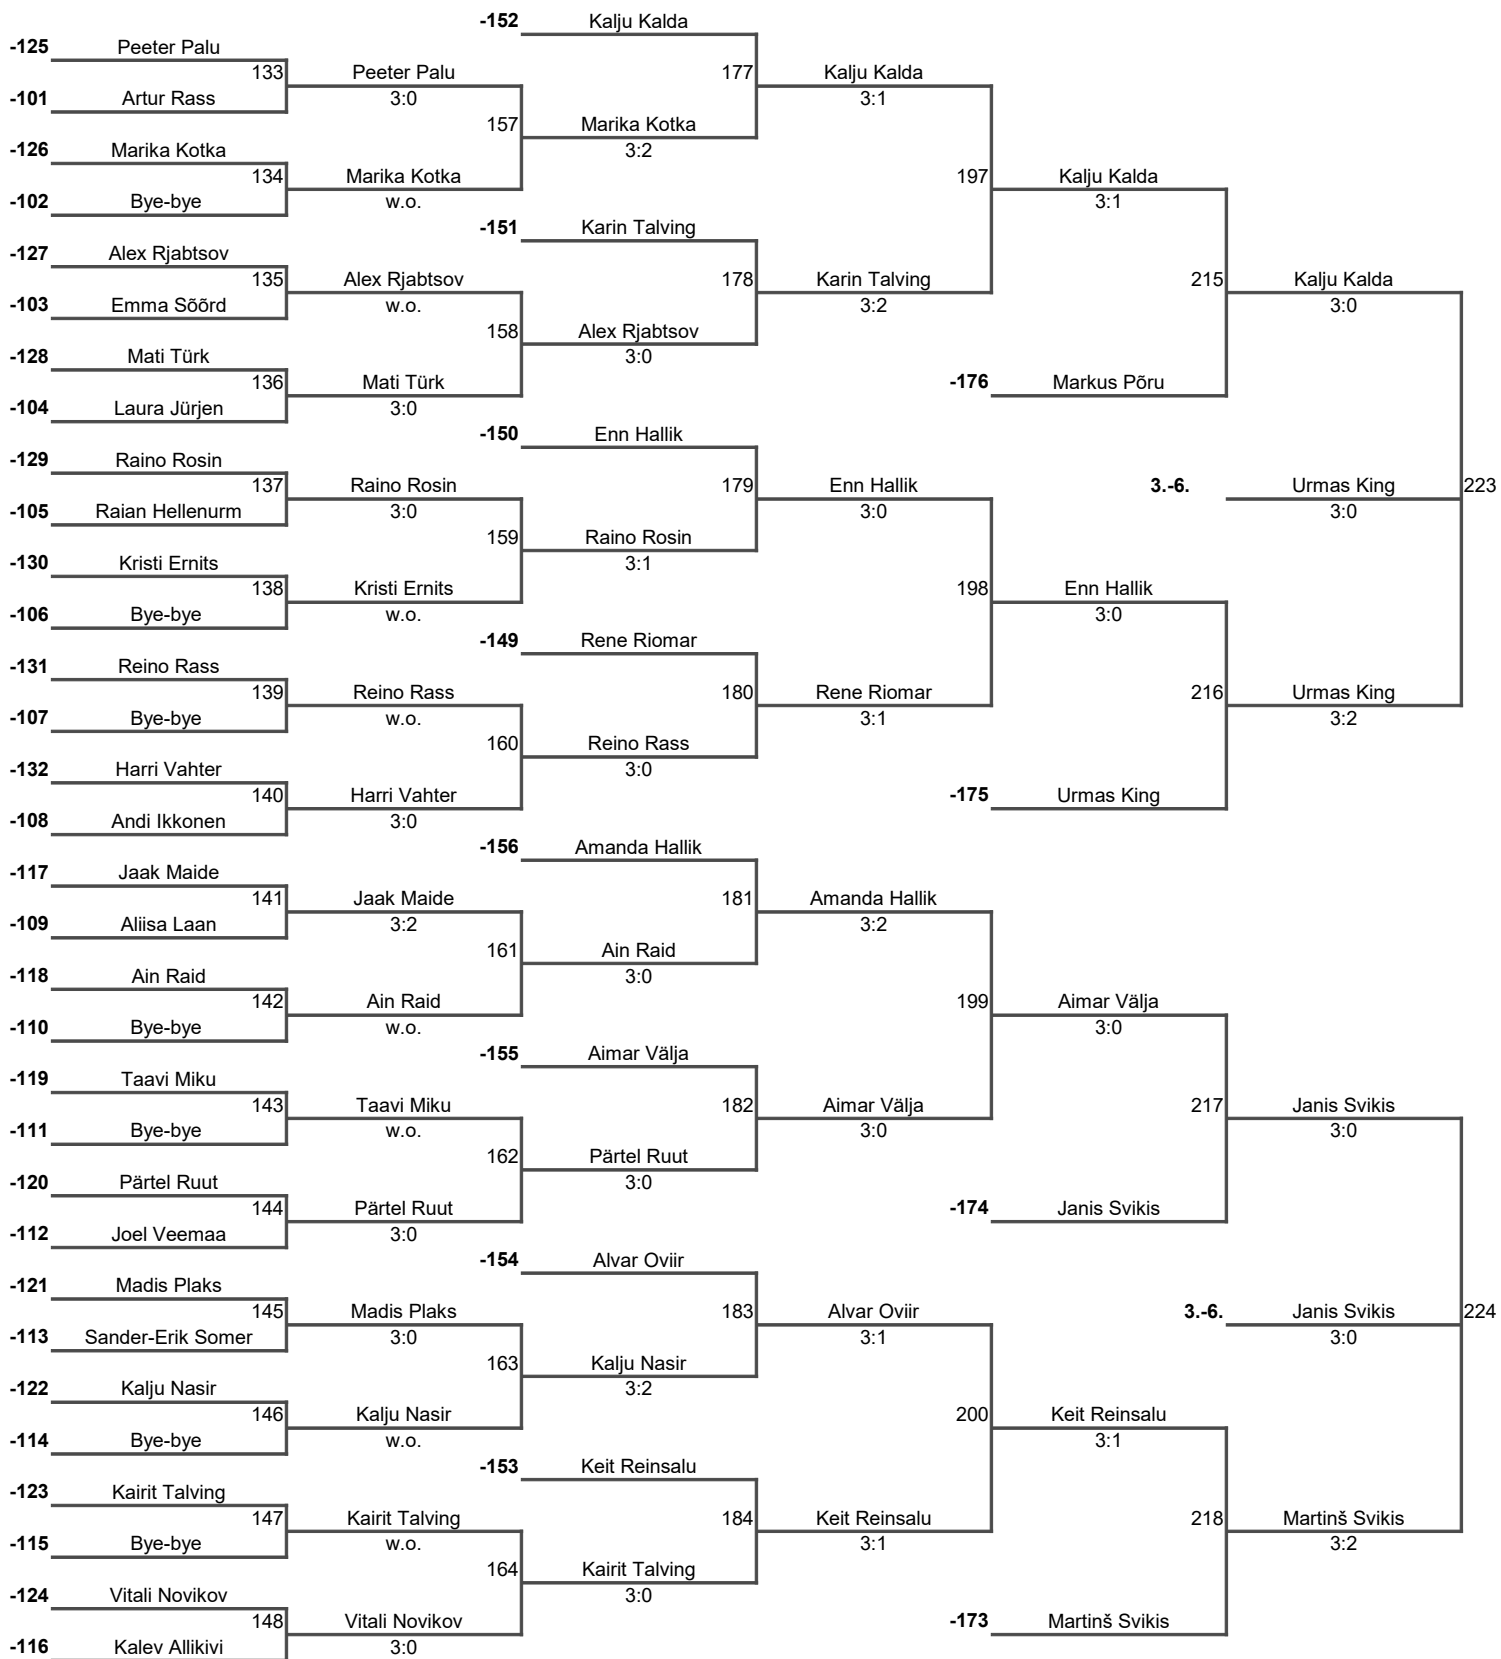 -152 Kalju Kalda
-125 Peeter Palu
133 Peeter Palu 177 Kalju Kalda
-101 Artur Rass 3:0 3:1
157 Marika Kotka
-126 Marika Kotka 3:2
134 Marika Kotka 197 Kalju Kalda
-102 Bye-bye w.o. 3:1
-151 Karin Talving
-127 Alex Rjabtsov
135 Alex Rjabtsov 178 Karin Talving 215 Kalju Kalda
-103 Emma Sõõrd w.o. 3:2 3:0
158 Alex Rjabtsov
-128 Mati Türk 3:0
136 Mati Türk -176 Markus Põru
-104 Laura Jürjen 3:0
-150 Enn Hallik
-129 Raino Rosin
137 Raino Rosin 179 Enn Hallik 3.-6. Urmas King 223
-105 Raian Hellenurm 3:0 3:0 3:0
159 Raino Rosin
-130 Kristi Ernits 3:1
138 Kristi Ernits 198 Enn Hallik
-106 Bye-bye w.o. 3:0
-149 Rene Riomar
-131 Reino Rass
139 Reino Rass 180 Rene Riomar 216 Urmas King
-107 Bye-bye w.o. 3:1 3:2
160 Reino Rass
-132 Harri Vahter 3:0
140 Harri Vahter -175 Urmas King
-108 Andi Ikkonen 3:0
-156 Amanda Hallik
-117 Jaak Maide
141 Jaak Maide 181 Amanda Hallik
-109 Aliisa Laan 3:2 3:2
161 Ain Raid
-118 Ain Raid 3:0
142 Ain Raid 199 Aimar Välja
-110 Bye-bye w.o. 3:0
-155 Aimar Välja
-119 Taavi Miku
143 Taavi Miku 182 Aimar Välja 217 Janis Svikis
-111 Bye-bye w.o. 3:0 3:0
162 Pärtel Ruut
-120 Pärtel Ruut 3:0
144 Pärtel Ruut -174 Janis Svikis
-112 Joel Veemaa 3:0
-154 Alvar Oviir
-121 Madis Plaks
145 Madis Plaks 183 Alvar Oviir 3.-6. Janis Svikis 224
-113 Sander-Erik Somer 3:0 3:1 3:0
163 Kalju Nasir
-122 Kalju Nasir 3:2
146 Kalju Nasir 200 Keit Reinsalu
-114 Bye-bye w.o. 3:1
-153 Keit Reinsalu
-123 Kairit Talving
147 Kairit Talving 184 Keit Reinsalu 218 Martinš Svikis
-115 Bye-bye w.o. 3:1 3:2
164 Kairit Talving
-124 Vitali Novikov 3:0
148 Vitali Novikov -173 Martinš Svikis
-116 Kalev Allikivi 3:0